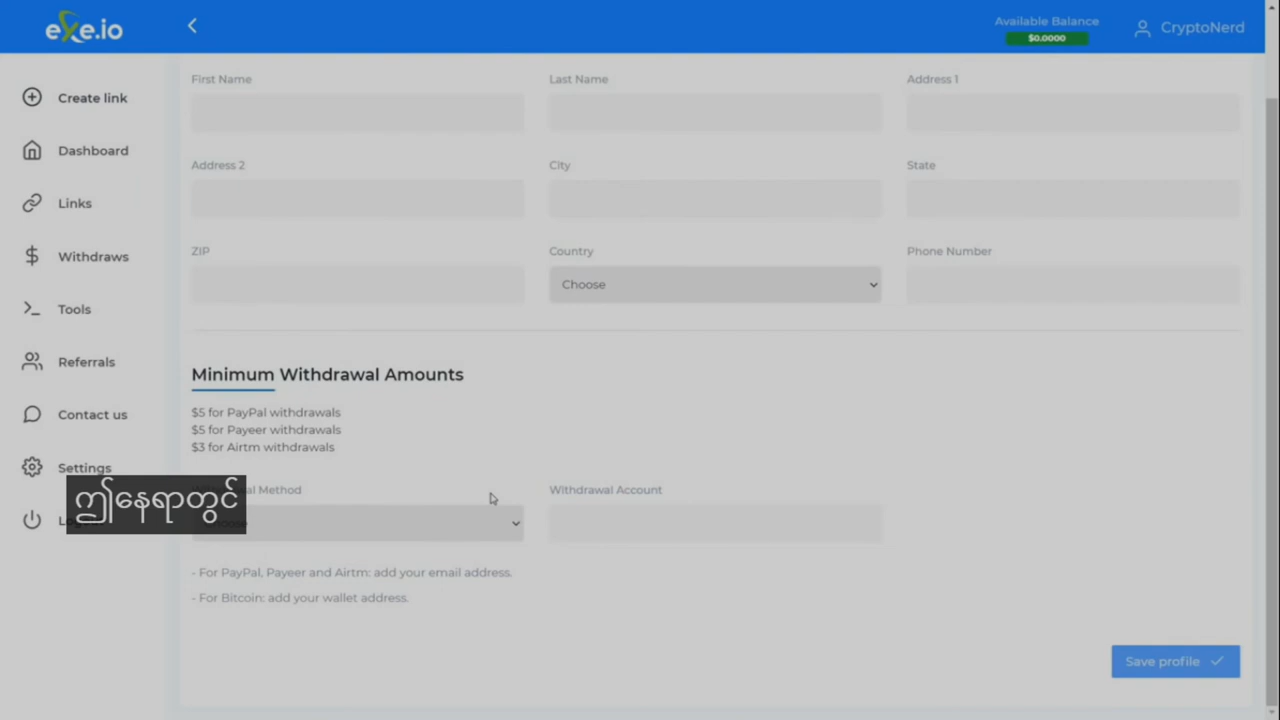 exe.io
Available Balance
$0.0000
CryptoNerd
Create link
Dashboard
Links
Withdraws
Tools
Referrals
Contact us
Settings
First Name
Last Name
Address 1
Address 2
City
State
ZIP
Country
Phone Number
Choose
Minimum Withdrawal Amounts
$5 for PayPal withdrawals
$5 for Payeer withdrawals
$3 for Airtm withdrawals
ဤနေရာတွင်
Method
Withdrawal Account
- For PayPal, Payeer and Airtm: add your email address.
- For Bitcoin: add your wallet address.
Save profile